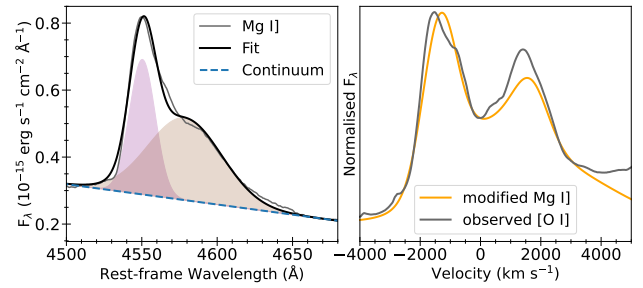 0.8
0.6
0.4
0.2
F_λ (10⁻¹⁵ erg s⁻¹ cm⁻² Å⁻¹)
Mg I]
Fit
Continuum
4500
4550
4600
4650
Rest-frame Wavelength (Å)
Normalised F_λ
modified Mg I]
observed [O I]
−4000
−2000
0
2000
4000
Velocity (km s⁻¹)